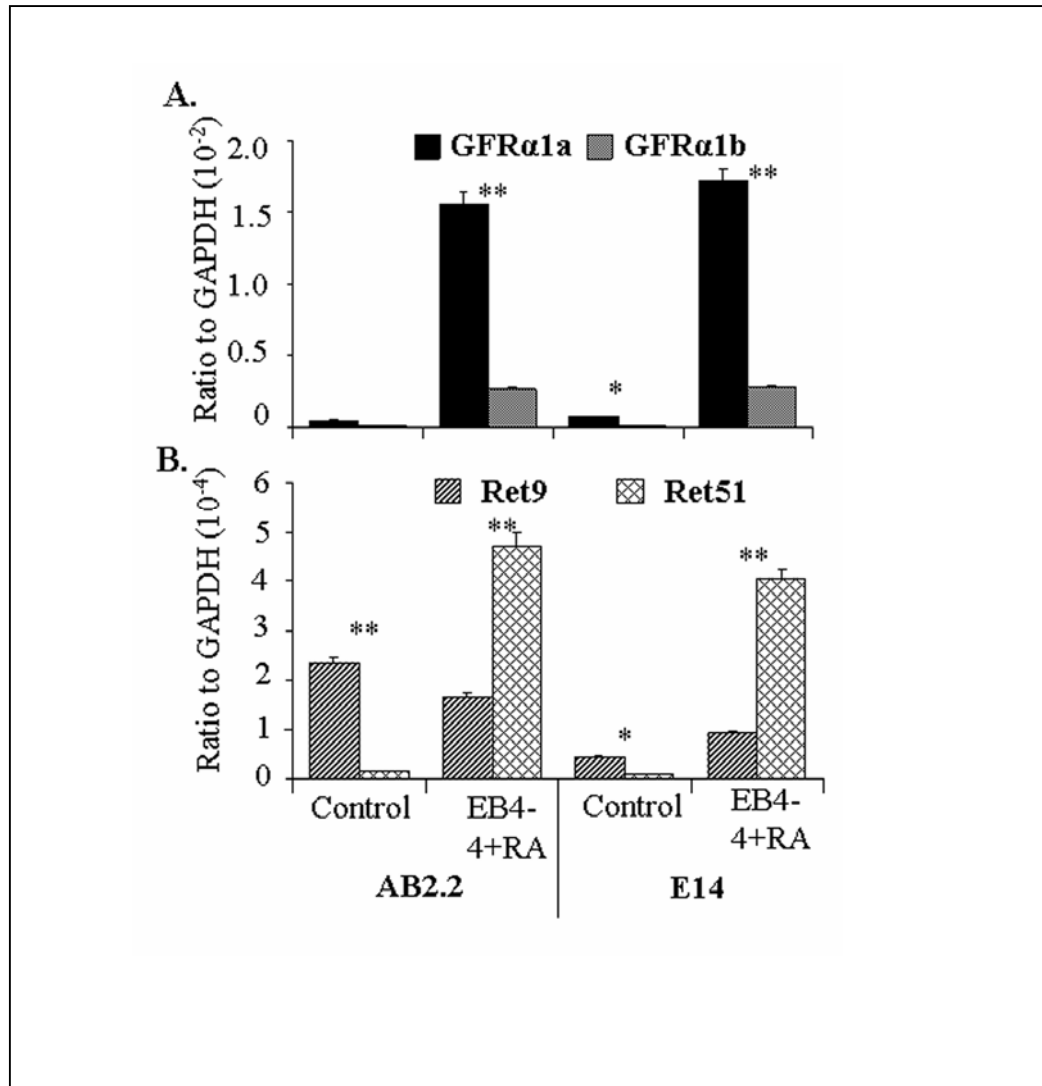 A.
GFRα1a GFRα1b
Ratio to GAPDH (10-2)
2.0
1.5
1.0
0.5
0
**
*
**
B.
Ret9 Ret51
Ratio to GAPDH (10-4)
6
5
4
3
2
1
0
**
**
*
**
Control EB4- Control EB4-
4+RA 4+RA
AB2.2 E14